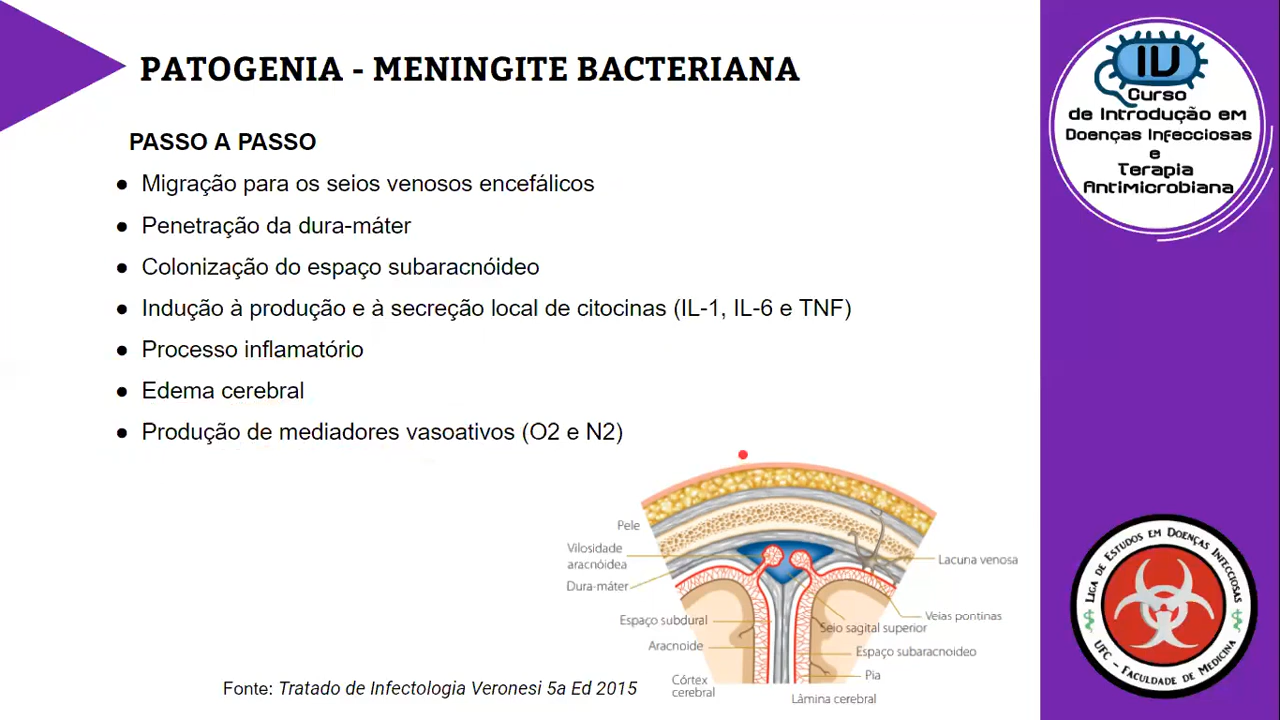 PATOGENIA - MENINGITE BACTERIANA
PASSO A PASSO
● Migração para os seios venosos encefálicos
● Penetração da dura-máter
● Colonização do espaço subaracnóideo
● Indução à produção e à secreção local de citocinas (IL-1, IL-6 e TNF)
● Processo inflamatório
● Edema cerebral
● Produção de mediadores vasoativos (O2 e N2)
Pele
Vilosidade
aracnóidea
Dura-máter
Espaço subdural
Aracnoide
Córtex
cerebral
Lacuna venosa
Veias pontinas
Seio sagital superior
Espaço subaracnoideo
Pia
Lâmina cerebral
Fonte: Tratado de Infectologia Veronesi 5a Ed 2015
IV
Curso
de Introdução em
Doenças Infecciosas
e
Terapia
Antimicrobiana
LIGA DE ESTUDOS EM DOENÇAS INFECCIOSAS
UFC - FACULDADE DE MEDICINA